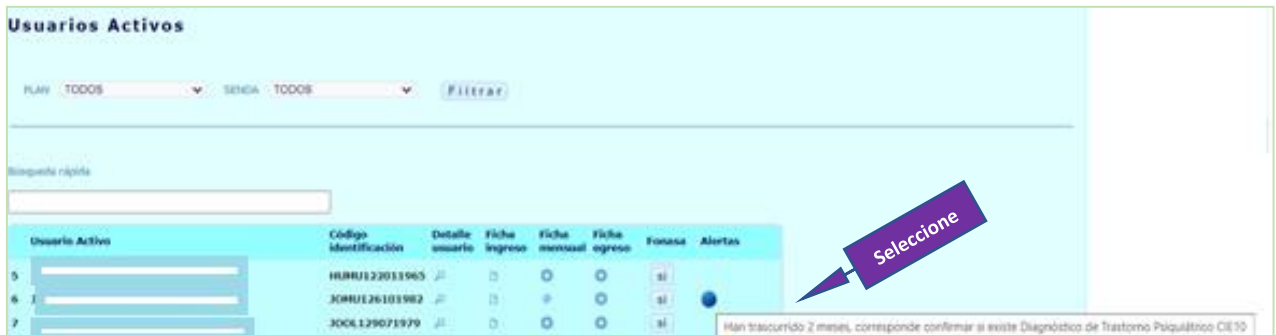 Usuarios Activos
PLAN TODOS SENDA TODOS Filtrar
Búsqueda rápida
Usuario Activo Código identificación Detalle usuario Ficha ingreso Ficha mensual Ficha egreso Fonasa Alertas
5 HUMU122011965 si
6 J JOMU126101982 si
7 JOOL129071979 si
Seleccione
Han trascurrido 2 meses, corresponde confirmar si existe Diagnóstico de Trastorno Psiquiátrico CIE10